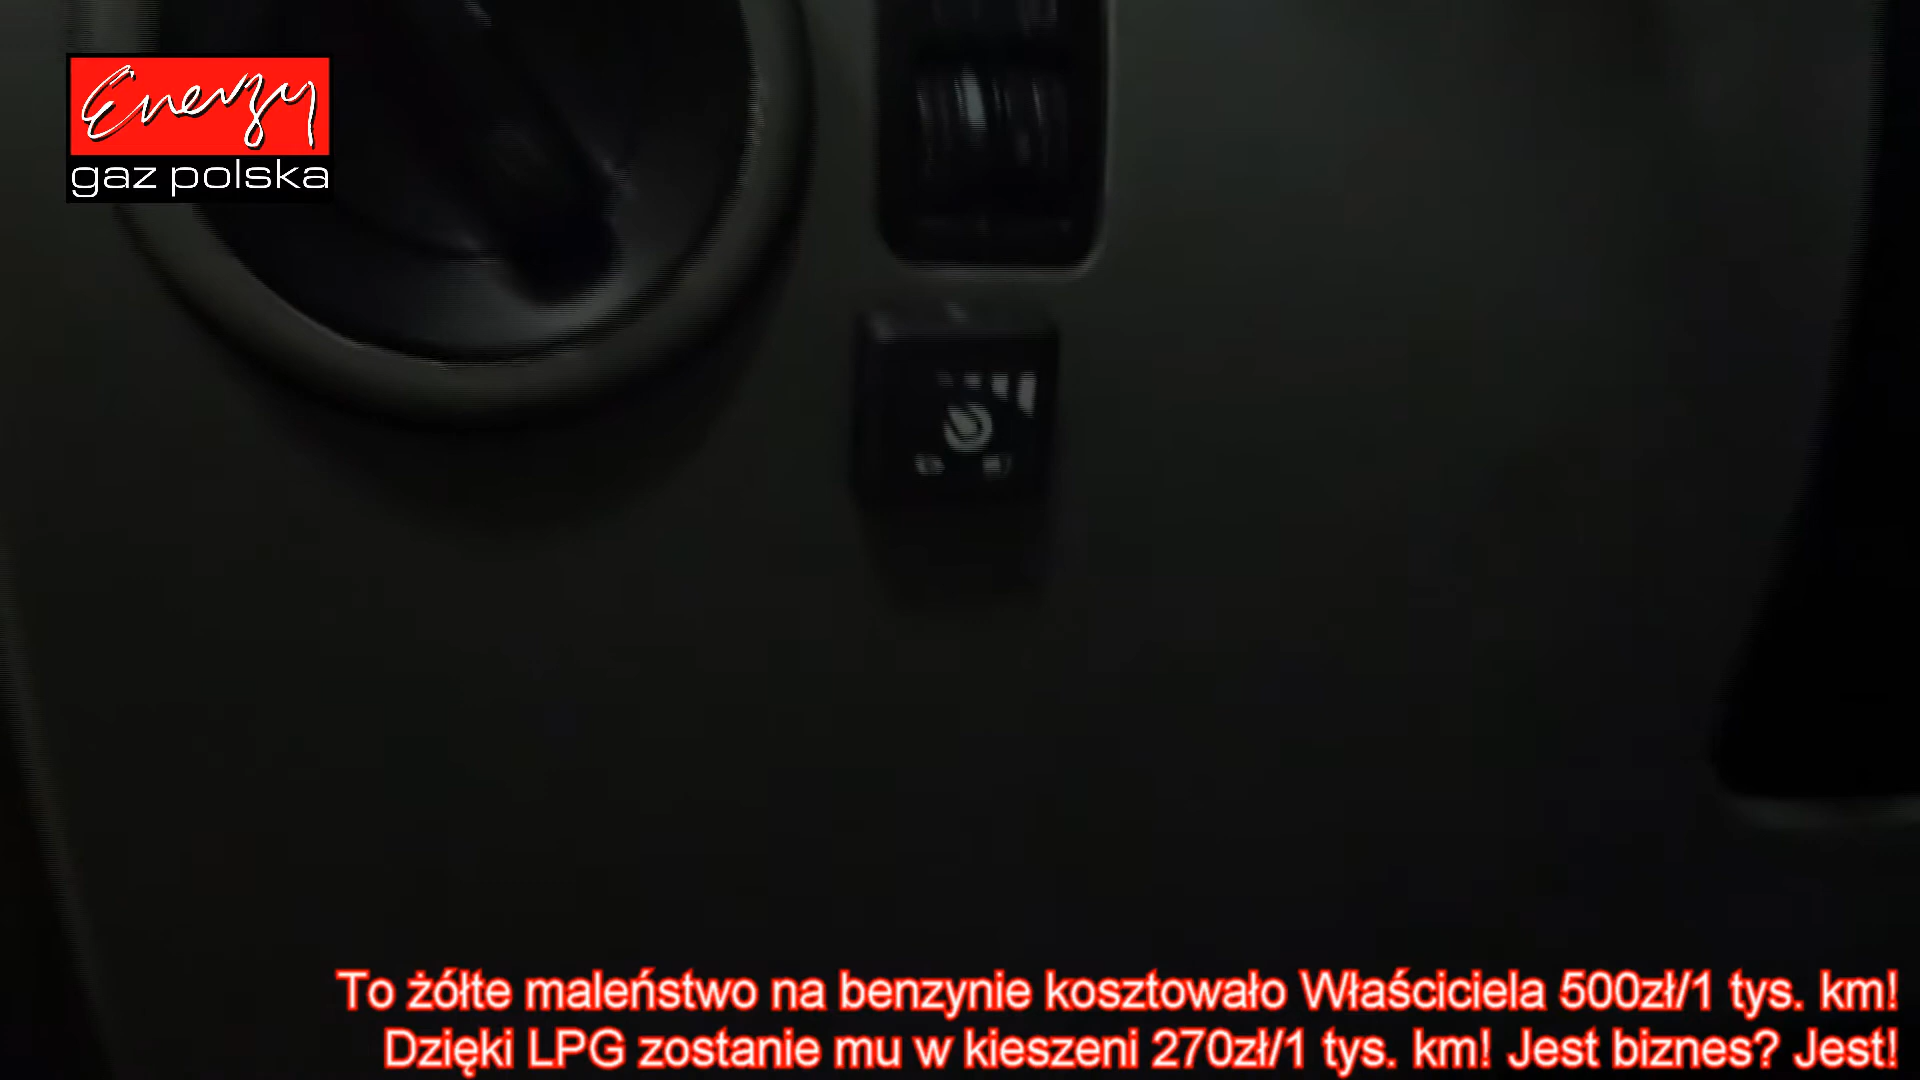 Energy
gaz polska
To żółte maleństwo na benzynie kosztowało Właściciela 500zł/1 tys. km!
Dzięki LPG zostanie mu w kieszeni 270zł/1 tys. km! Jest biznes? Jest!